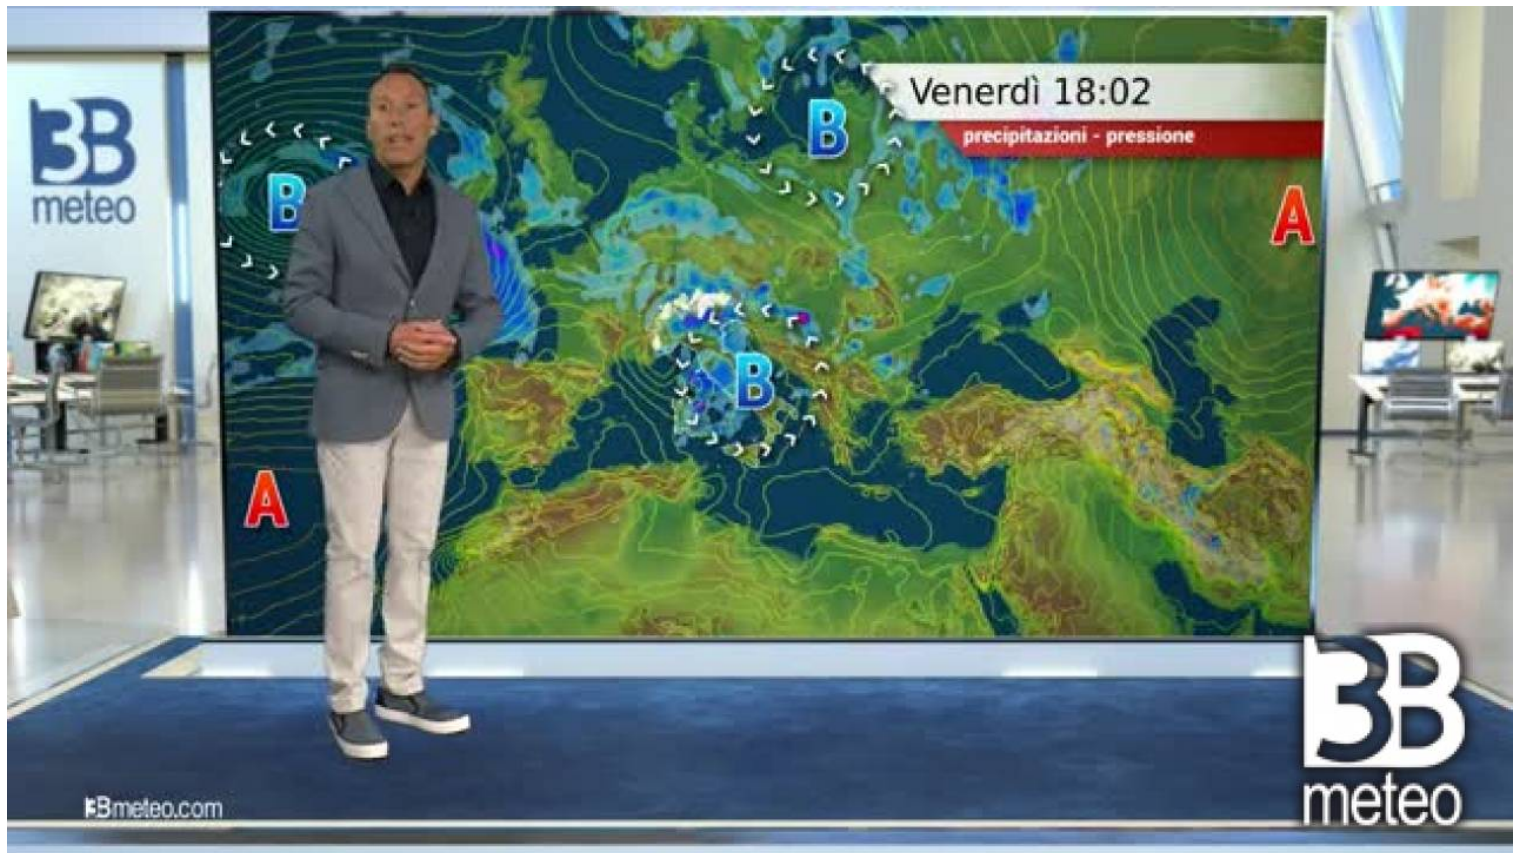 3B
meteo
Venerdì 18:02
precipitazioni - pressione
B
B
A
B
A
3B
meteo
3Bmeteo.com